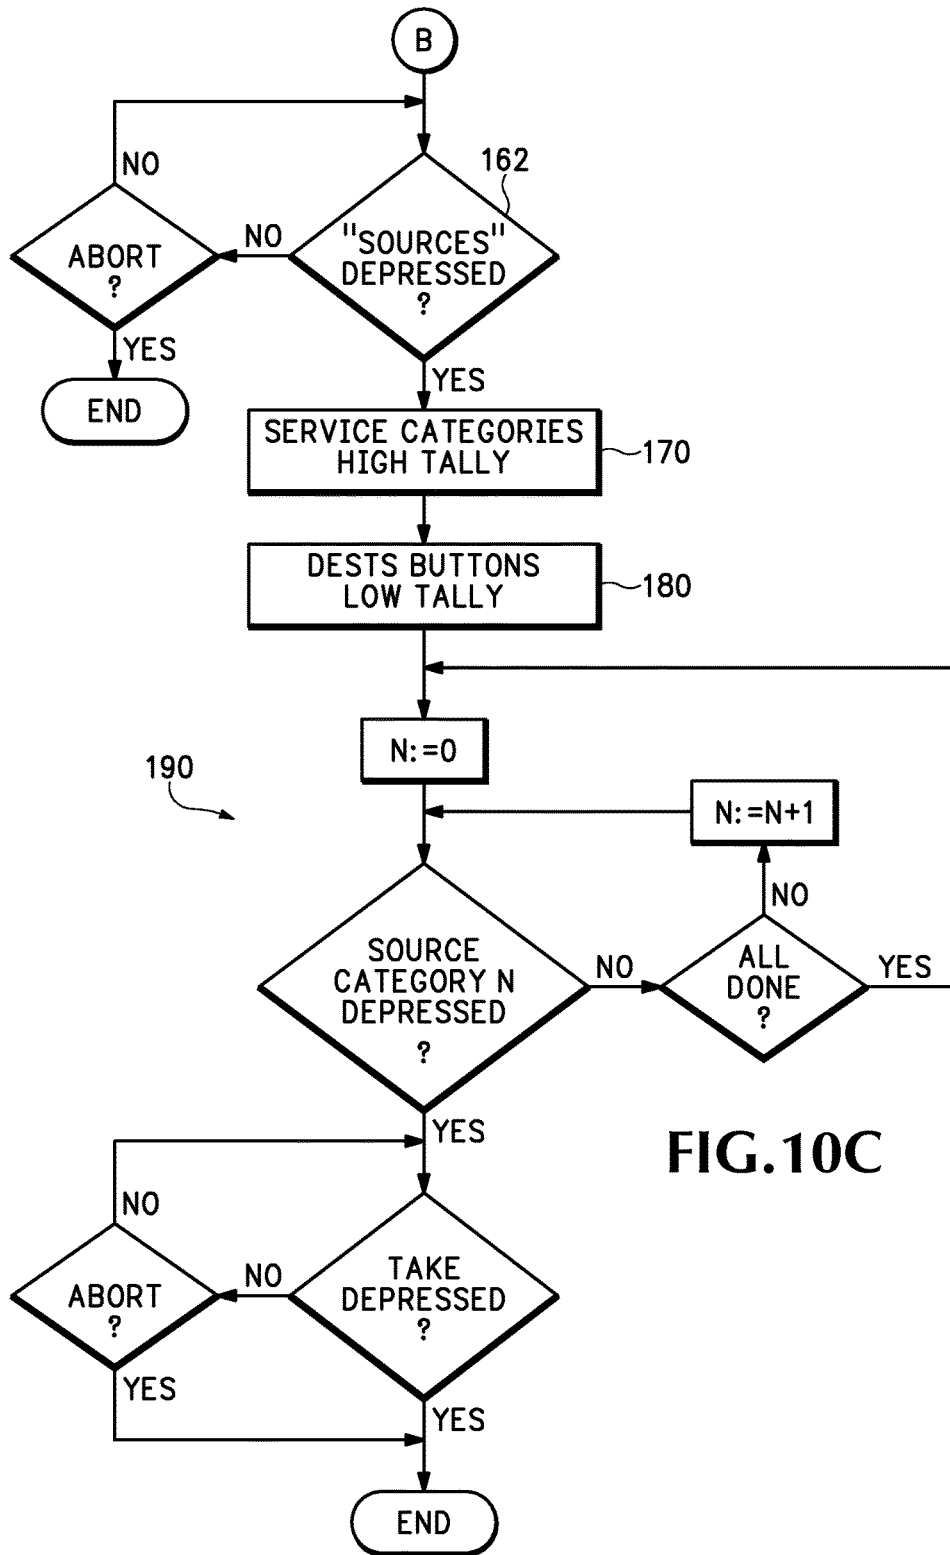 B
162
NO
"SOURCES"
DEPRESSED
?
NO
ABORT
?
YES
END
YES
SERVICE CATEGORIES
HIGH TALLY
170
DESTS BUTTONS
LOW TALLY
180
N:=0
190
N:=N+1
NO
SOURCE
CATEGORY N
DEPRESSED
?
NO
ALL
DONE
?
YES
YES
FIG.10C
NO
TAKE
DEPRESSED
?
NO
ABORT
?
YES
YES
END